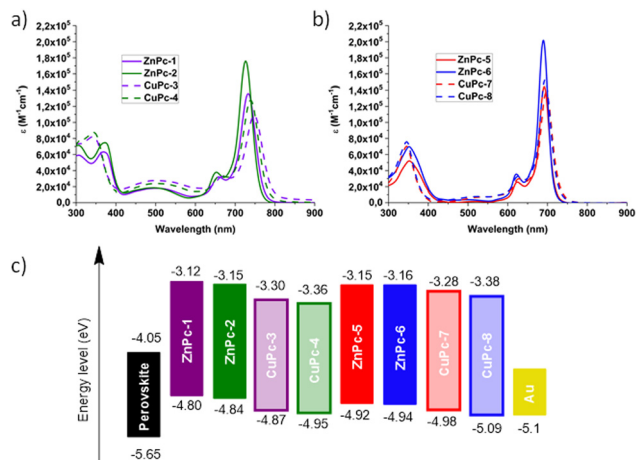 a)
2,2x10⁵
2,0x10⁵
1,8x10⁵
1,6x10⁵
1,4x10⁵
1,2x10⁵
1,0x10⁵
8,0x10⁴
6,0x10⁴
4,0x10⁴
2,0x10⁴
0,0
ε (M⁻¹cm⁻¹)
ZnPc-1
ZnPc-2
CuPc-3
CuPc-4
300 400 500 600 700 800 900
Wavelength (nm)
b)
2,2x10⁵
2,0x10⁵
1,8x10⁵
1,6x10⁵
1,4x10⁵
1,2x10⁵
1,0x10⁵
8,0x10⁴
6,0x10⁴
4,0x10⁴
2,0x10⁴
0,0
ε (M⁻¹cm⁻¹)
ZnPc-5
ZnPc-6
CuPc-7
CuPc-8
300 400 500 600 700 800 900
Wavelength (nm)
c)
Energy level (eV)
-4.05
Perovskite
-5.65
-3.12
ZnPc-1
-4.80
-3.15
ZnPc-2
-4.84
-3.30
CuPc-3
-4.87
-3.36
CuPc-4
-4.95
-3.15
ZnPc-5
-4.92
-3.16
ZnPc-6
-4.94
-3.28
CuPc-7
-4.98
-3.38
CuPc-8
-5.09
Au
-5.1